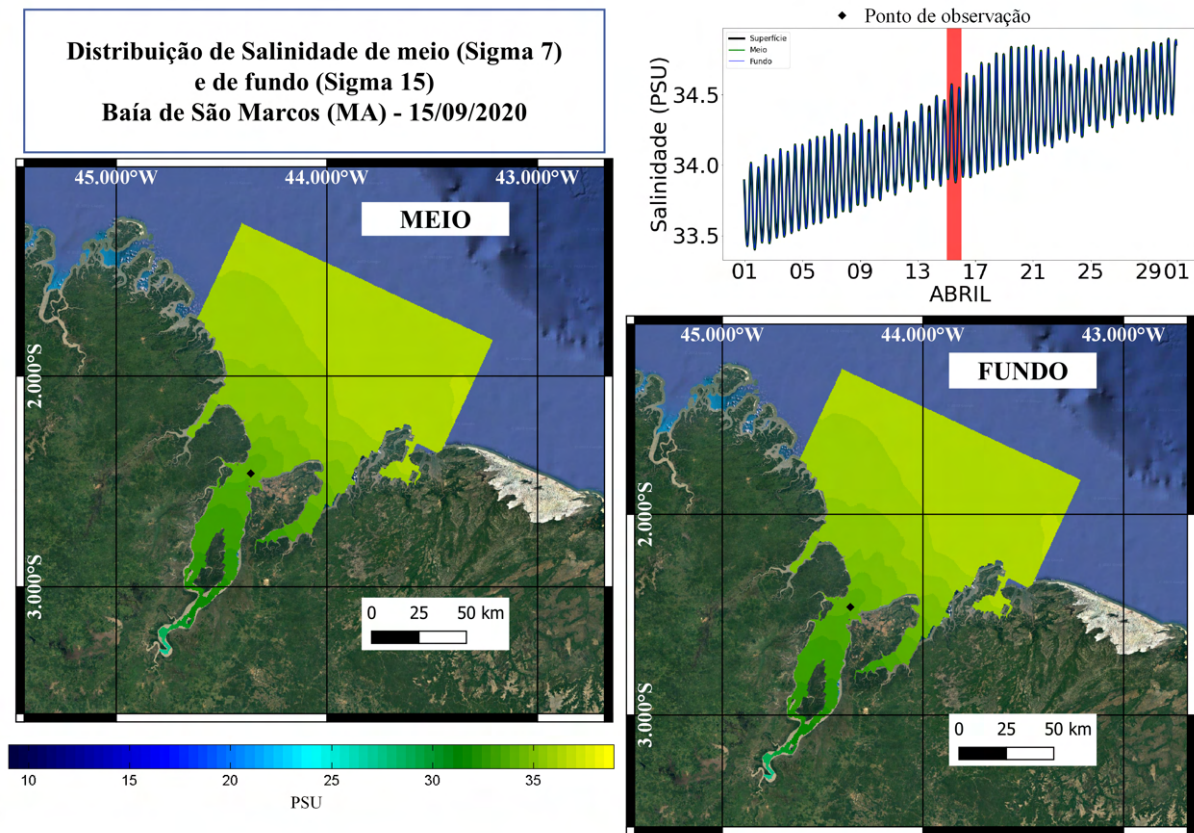 Distribuição de Salinidade de meio (Sigma 7)
e de fundo (Sigma 15)
Baía de São Marcos (MA) - 15/09/2020
Ponto de observação
Superfície
Meio
Fundo
Salinidade (PSU)
34.5
34.0
33.5
01 05 09 13 17 21 25 29 01
ABRIL
45.000°W 44.000°W 43.000°W
MEIO
2.000°S
3.000°S
0 25 50 km
10 15 20 25 30 35
PSU
45.000°W 44.000°W 43.000°W
FUNDO
2.000°S
3.000°S
0 25 50 km